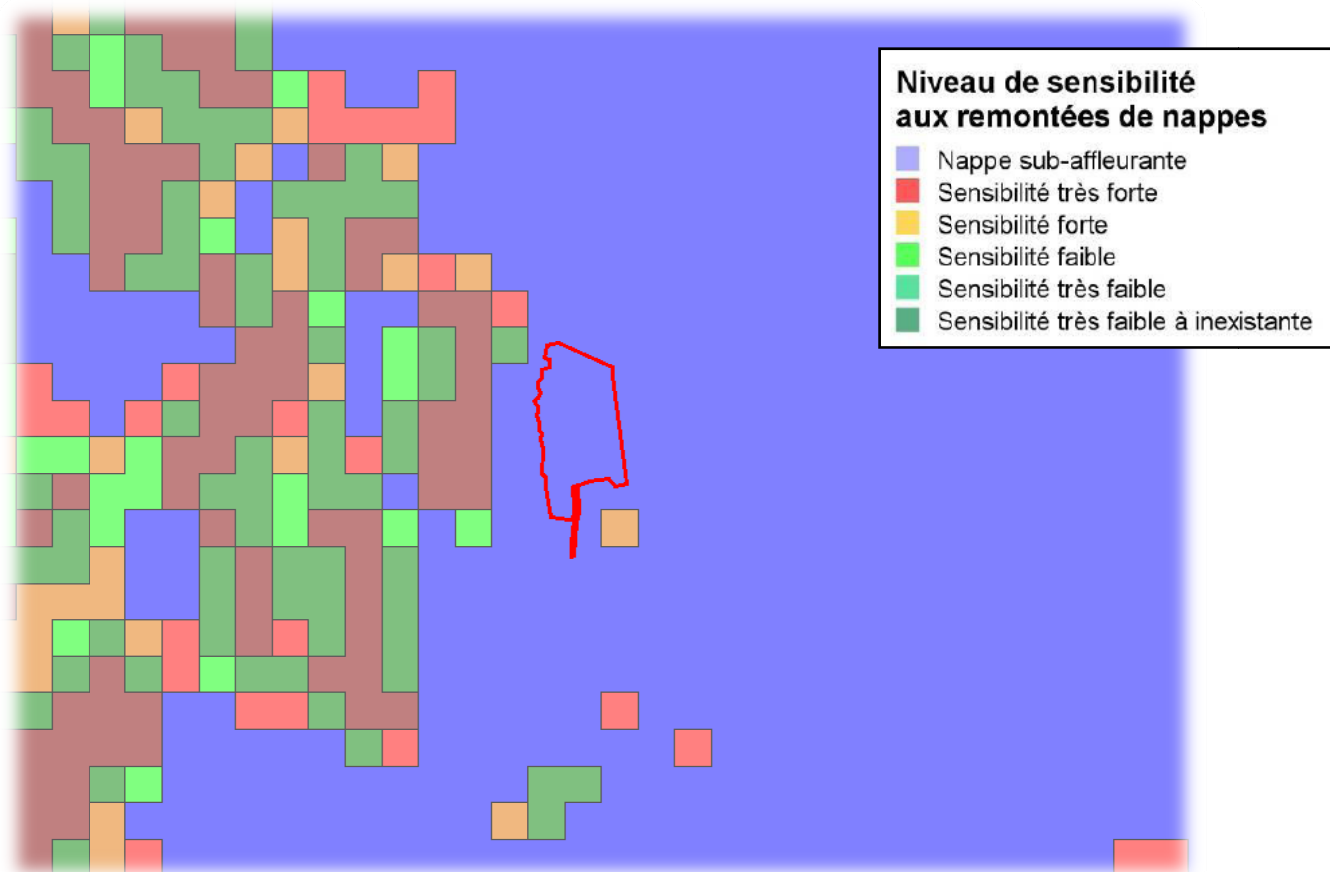 Niveau de sensibilité
aux remontées de nappes
Nappe sub-affleurante
Sensibilité très forte
Sensibilité forte
Sensibilité faible
Sensibilité très faible
Sensibilité très faible à inexistante